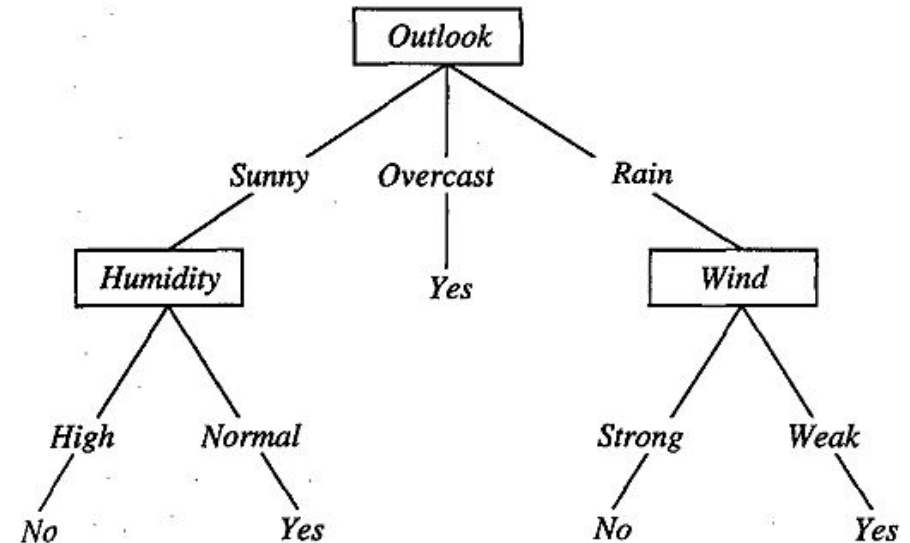 Outlook
Sunny Overcast Rain
Humidity Yes Wind
High Normal Strong Weak
No Yes No Yes